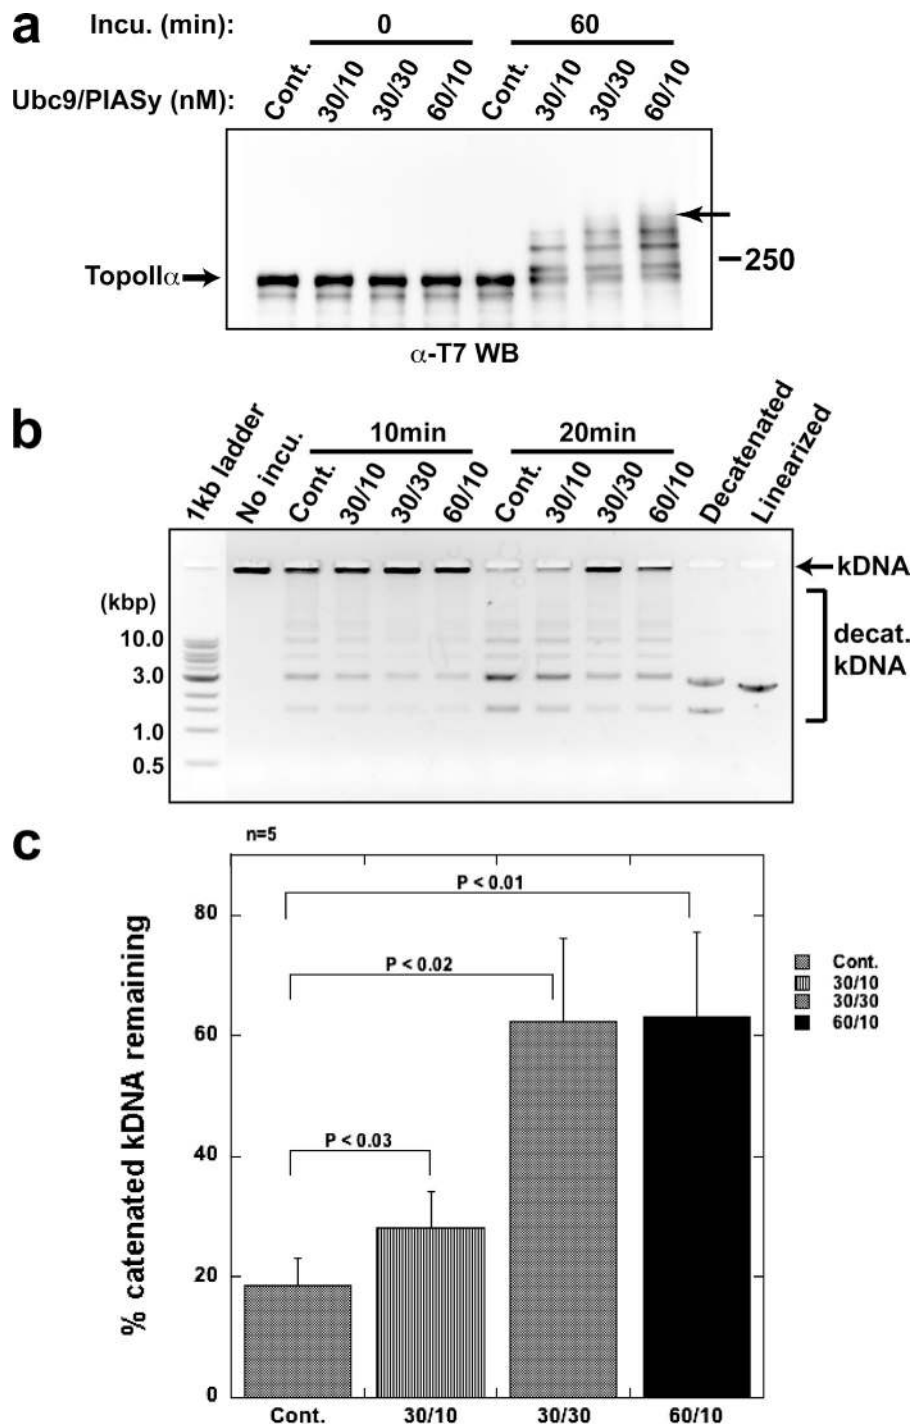 a
Incu. (min): 0 60
Ubc9/PIASy (nM): Cont. 30/10 30/30 60/10 Cont. 30/10 30/30 60/10
TopoIIα
250
α-T7 WB
b
10min 20min
1kb ladder No incu. Cont. 30/10 30/30 60/10 Cont. 30/10 30/30 60/10 Decatenated Linearized
kDNA
(kbp)
decat.
kDNA
10.0
3.0
1.0
0.5
c
n=5
P < 0.01
P < 0.02
P < 0.03
% catenated kDNA remaining
80
60
40
20
0
Cont. 30/10 30/30 60/10
Cont.
30/10
30/30
60/10